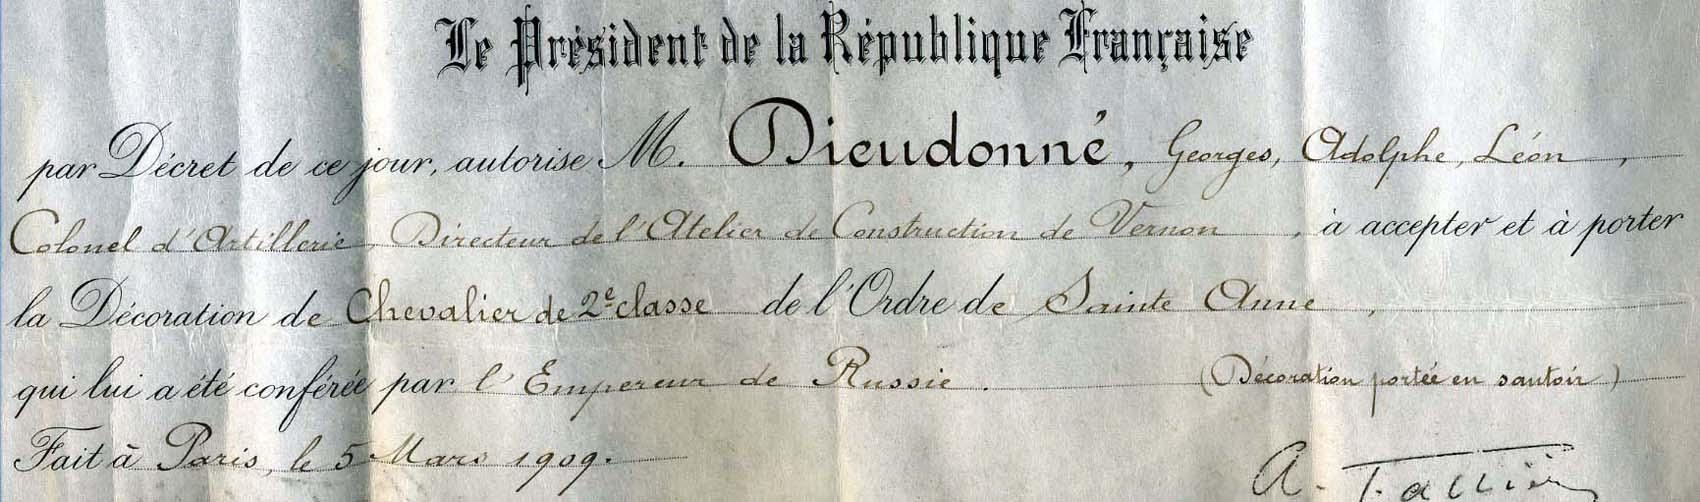 Le Président de la République Française
par Décret de ce jour, autorise M. Dieudonné, Georges, Adolphe, Léon,
Colonel d'Artillerie, Directeur de l'Atelier de Construction de Vernon, à accepter et à porter
la Décoration de Chevalier de 2e classe de l'Ordre de Sainte Anne,
qui lui a été conférée par l'Empereur de Russie. (Décoration portée en sautoir)
Fait à Paris, le 5 Mars 1909.
A. Fallièr